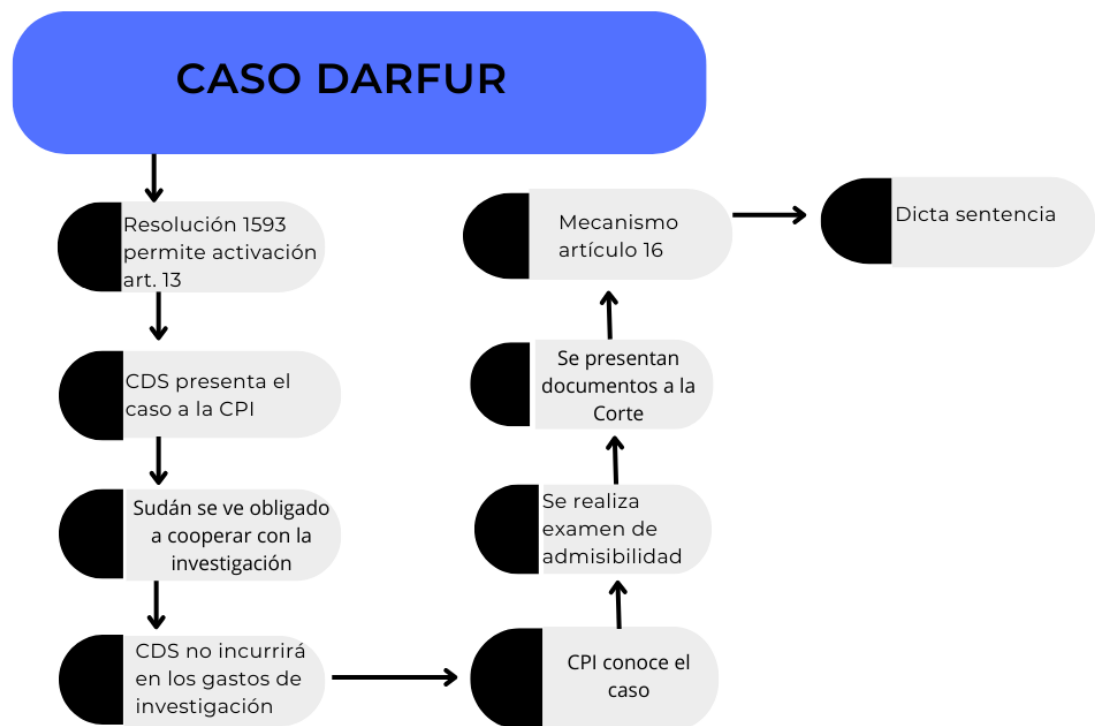 CASO DARFUR
Resolución 1593
permite activación
art. 13
CDS presenta el
caso a la CPI
Sudán se ve obligado
a cooperar con la
investigación
CDS no incurrirá
en los gastos de
investigación
CPI conoce el
caso
Se realiza
examen de
admisibilidad
Se presentan
documentos a la
Corte
Mecanismo
artículo 16
Dicta sentencia